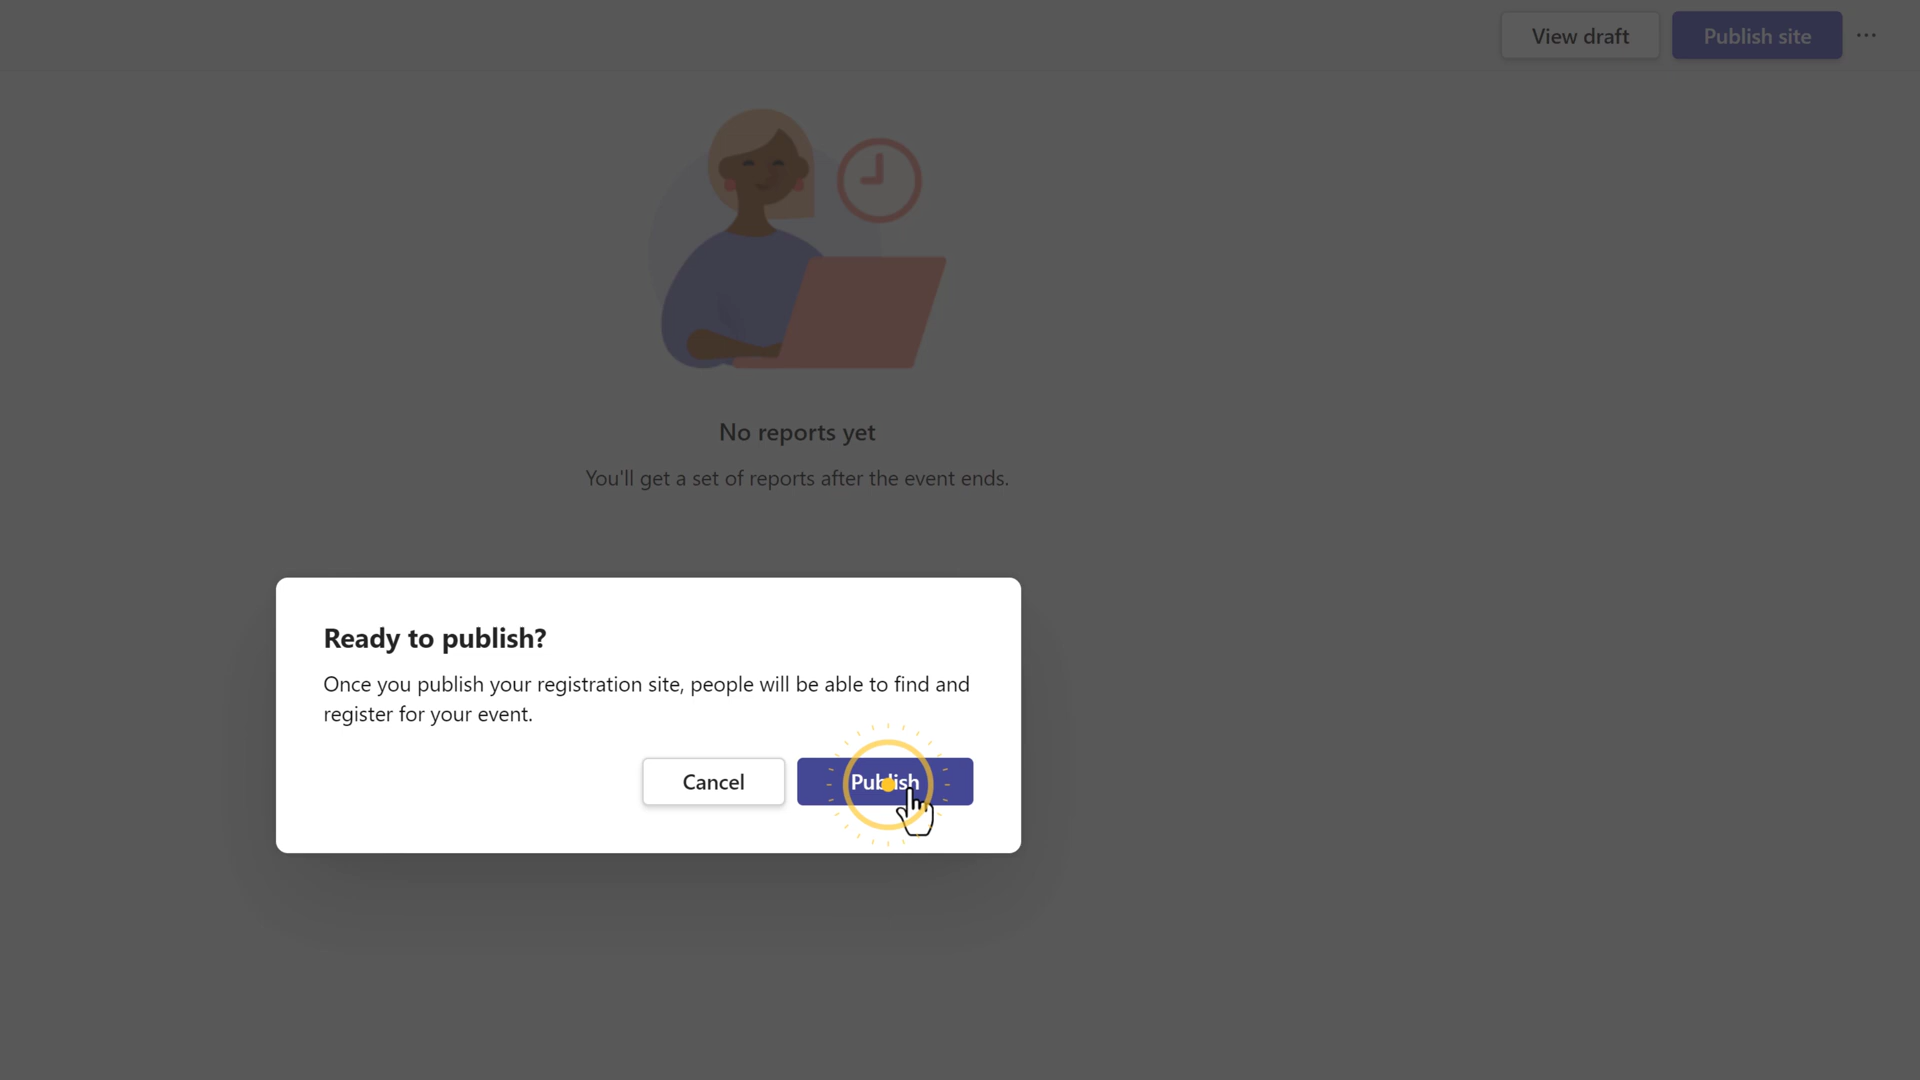 View draft
Publish site
No reports yet
You'll get a set of reports after the event ends.
Ready to publish?
Once you publish your registration site, people will be able to find and
register for your event.
Cancel
Publish